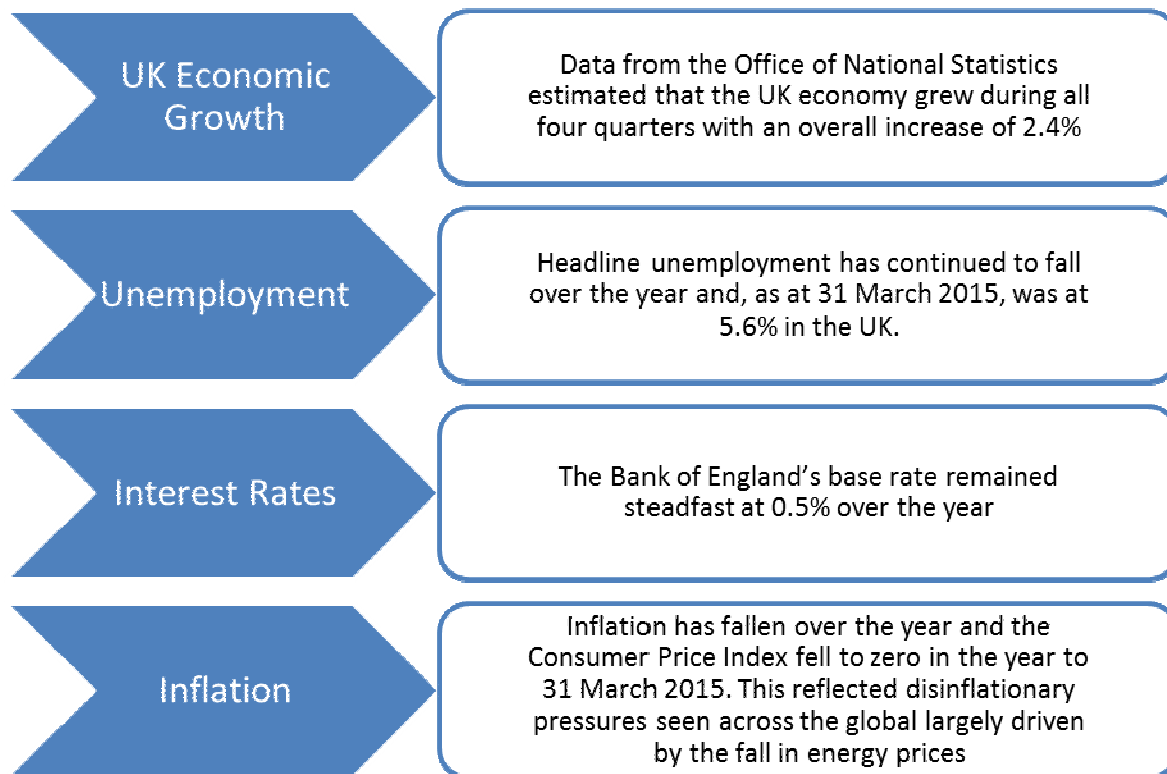 UK Economic
Growth
Data from the Office of National Statistics
estimated that the UK economy grew during all
four quarters with an overall increase of 2.4%
Unemployment
Headline unemployment has continued to fall
over the year and, as at 31 March 2015, was at
5.6% in the UK.
Interest Rates
The Bank of England’s base rate remained
steadfast at 0.5% over the year
Inflation
Inflation has fallen over the year and the
Consumer Price Index fell to zero in the year to
31 March 2015. This reflected disinflationary
pressures seen across the global largely driven
by the fall in energy prices